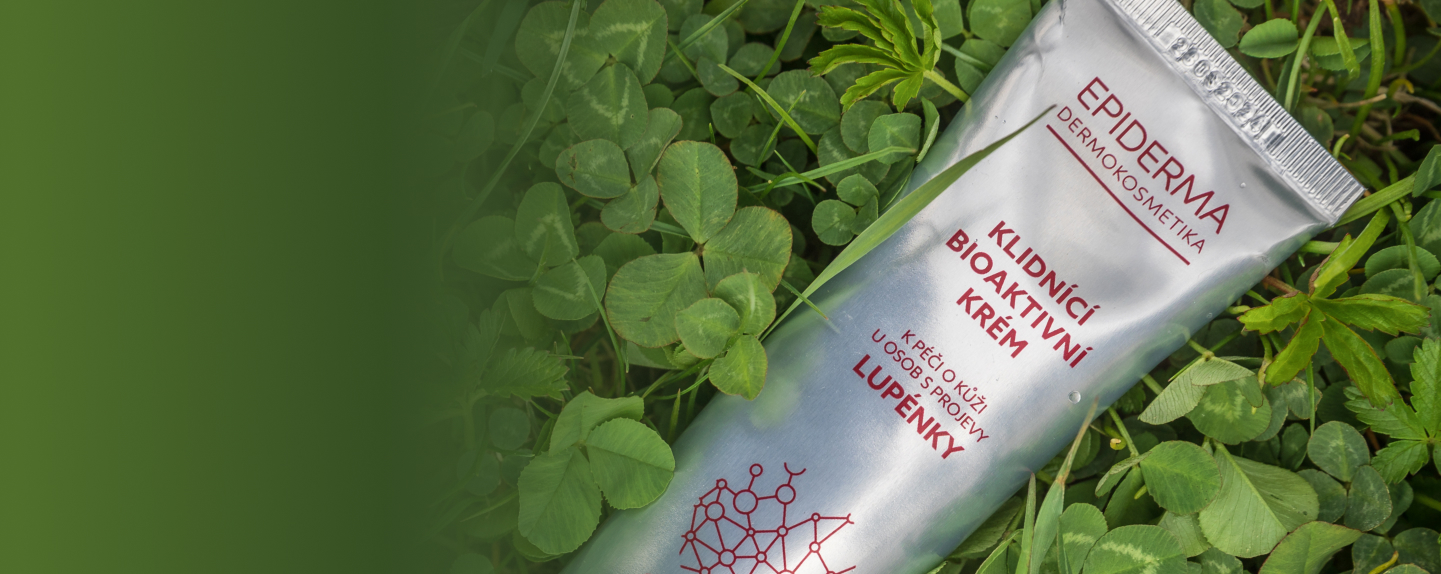 EPIDERMA
DERMOKOSMETIKA
KLIDNÍCÍ
BIOAKTIVNÍ
KRÉM
K PÉČI O KŮŽI
U OSOB S PROJEVY
LUPÉNKY